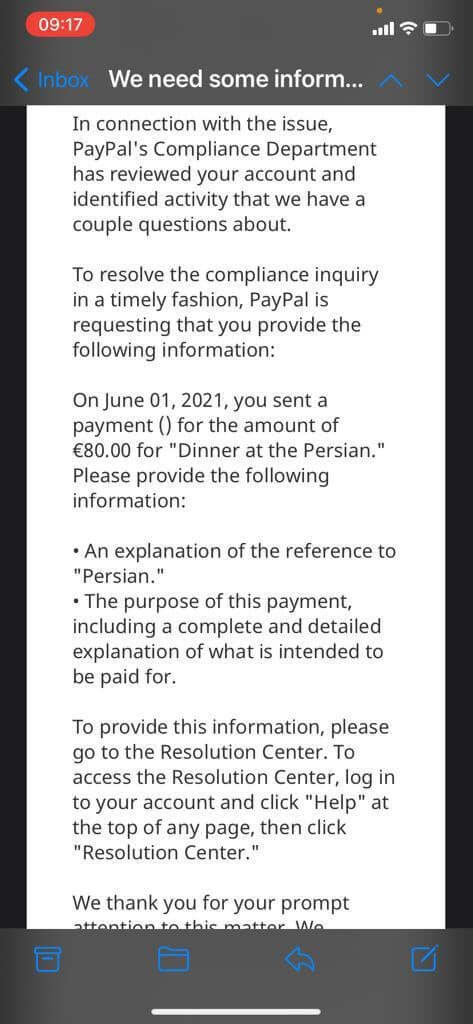 09:17
Inbox We need some inform...
In connection with the issue,
PayPal's Compliance Department
has reviewed your account and
identified activity that we have a
couple questions about.
To resolve the compliance inquiry
in a timely fashion, PayPal is
requesting that you provide the
following information:
On June 01, 2021, you sent a
payment () for the amount of
€80.00 for "Dinner at the Persian."
Please provide the following
information:
• An explanation of the reference to
"Persian."
• The purpose of this payment,
including a complete and detailed
explanation of what is intended to
be paid for.
To provide this information, please
go to the Resolution Center. To
access the Resolution Center, log in
to your account and click "Help" at
the top of any page, then click
"Resolution Center."
We thank you for your prompt
attention to this matter. We